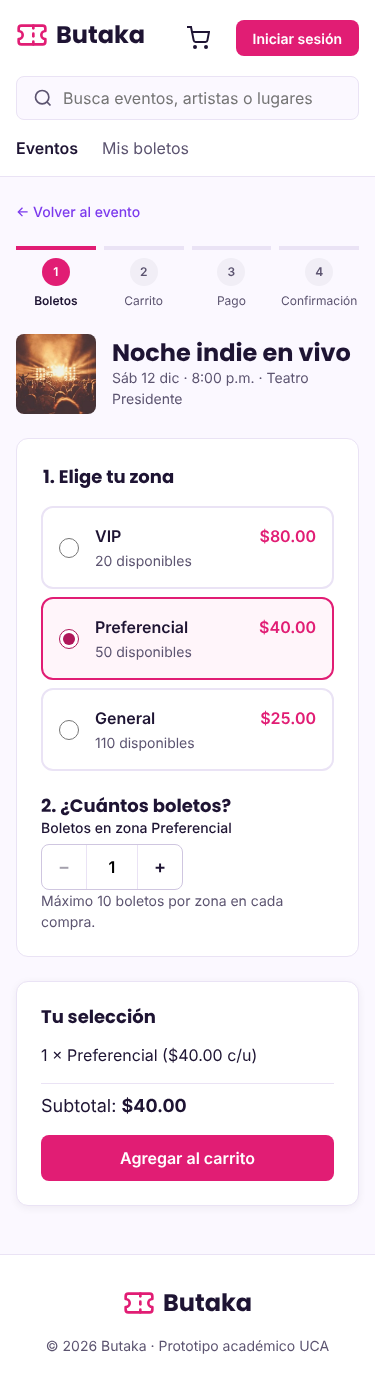 Butaka
Iniciar sesión
Busca eventos, artistas o lugares
Eventos
Mis boletos
← Volver al evento
1
Boletos
2
Carrito
3
Pago
4
Confirmación
Noche indie en vivo
Sáb 12 dic · 8:00 p.m. · Teatro
Presidente
1. Elige tu zona
VIP
$80.00
20 disponibles
Preferencial
$40.00
50 disponibles
General
$25.00
110 disponibles
2. ¿Cuántos boletos?
Boletos en zona Preferencial
− 1 +
Máximo 10 boletos por zona en cada
compra.
Tu selección
1 × Preferencial ($40.00 c/u)
Subtotal: $40.00
Agregar al carrito
Butaka
© 2026 Butaka · Prototipo académico UCA